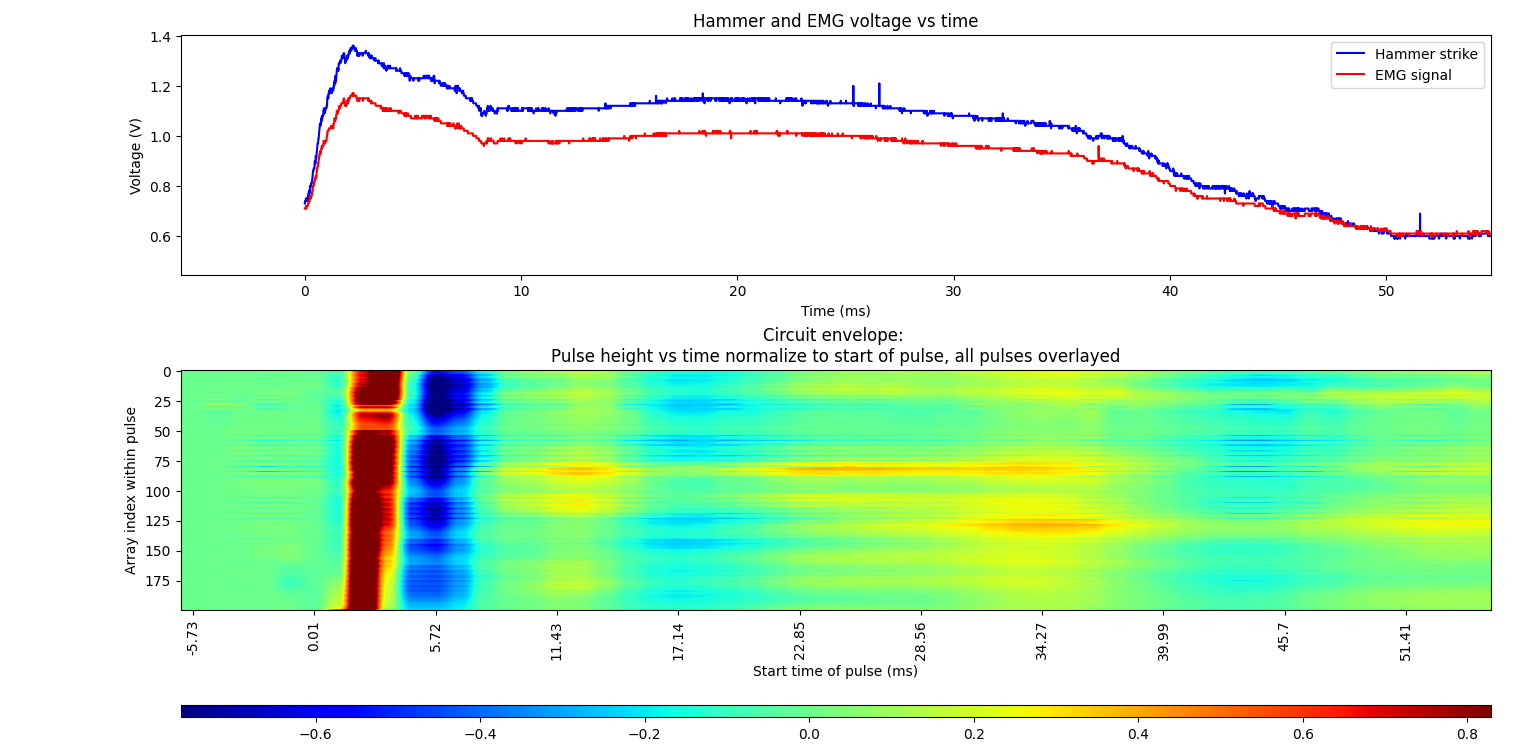 Hammer and EMG voltage vs time
Hammer strike
EMG signal
Voltage (V)
1.4
1.2
1.0
0.8
0.6
0 10 20 30 40 50
Time (ms)
Circuit envelope:
Pulse height vs time normalize to start of pulse, all pulses overlayed
Array index within pulse
0
25
50
75
100
125
150
175
-5.73 0.01 5.72 11.43 17.14 22.85 28.56 34.27 39.99 45.7 51.41
Start time of pulse (ms)
−0.6 −0.4 −0.2 0.0 0.2 0.4 0.6 0.8